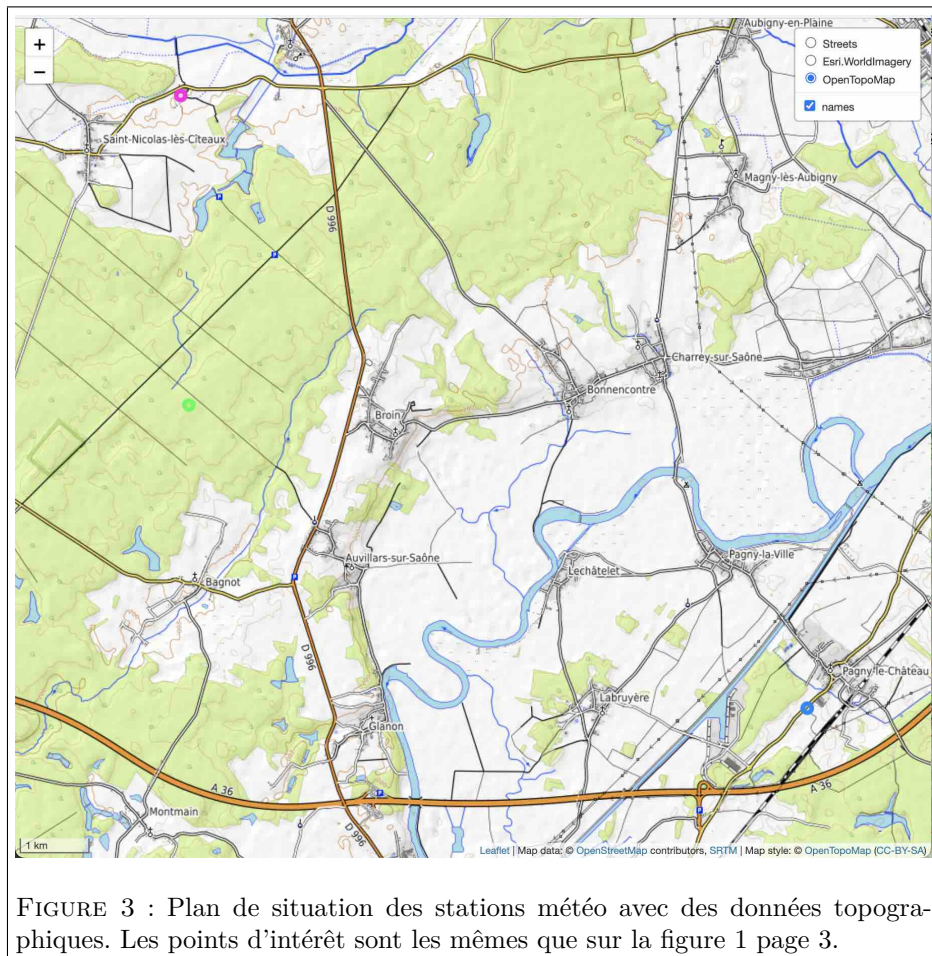 +
−
Aubigny-en-Plaine
Streets
Esri.WorldImagery
OpenTopoMap
names
Saint-Nicolas-lès-Cîteaux
Magny-lès-Aubigny
D 996
Charrey-sur-Saône
Bonnencontre
Broin
Auvillars-sur-Saône
Pagny-la-Ville
Lechâtelet
Bagnot
D 996
Pagny-le-Château
Labruyère
Glanon
A 36
A 36
Montmain
D 996
1 km
Leaflet | Map data: © OpenStreetMap contributors, SRTM | Map style: © OpenTopoMap (CC-BY-SA)
FIGURE 3 : Plan de situation des stations météo avec des données topogra-
phiques. Les points d'intérêt sont les mêmes que sur la figure 1 page 3.